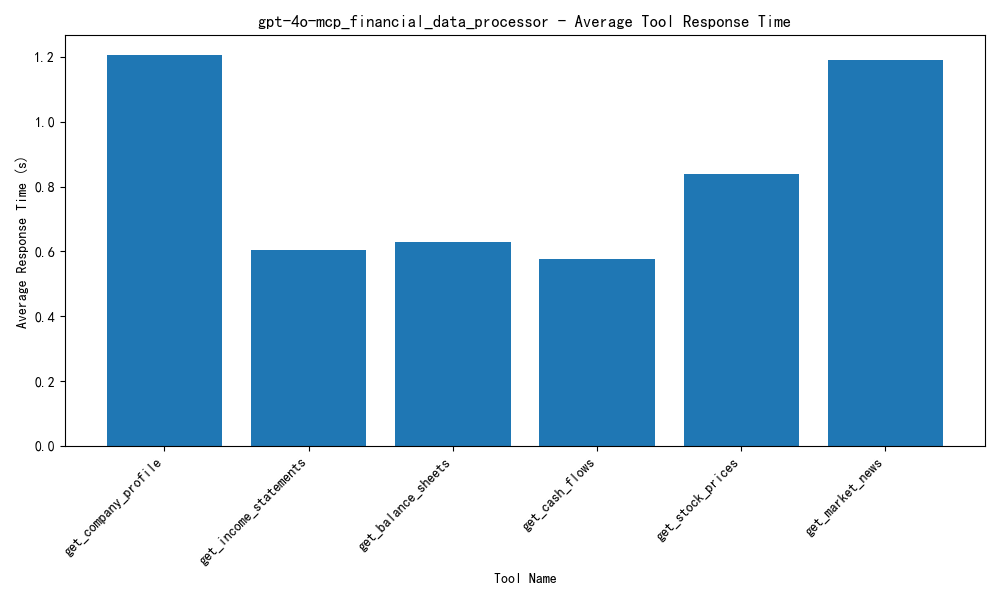 gpt-4o-mcp_financial_data_processor - Average Tool Response Time
Average Response Time (s)
1.2
1.0
0.8
0.6
0.4
0.2
0.0
get_company_profile
get_income_statements
get_balance_sheets
get_cash_flows
get_stock_prices
get_market_news
Tool Name